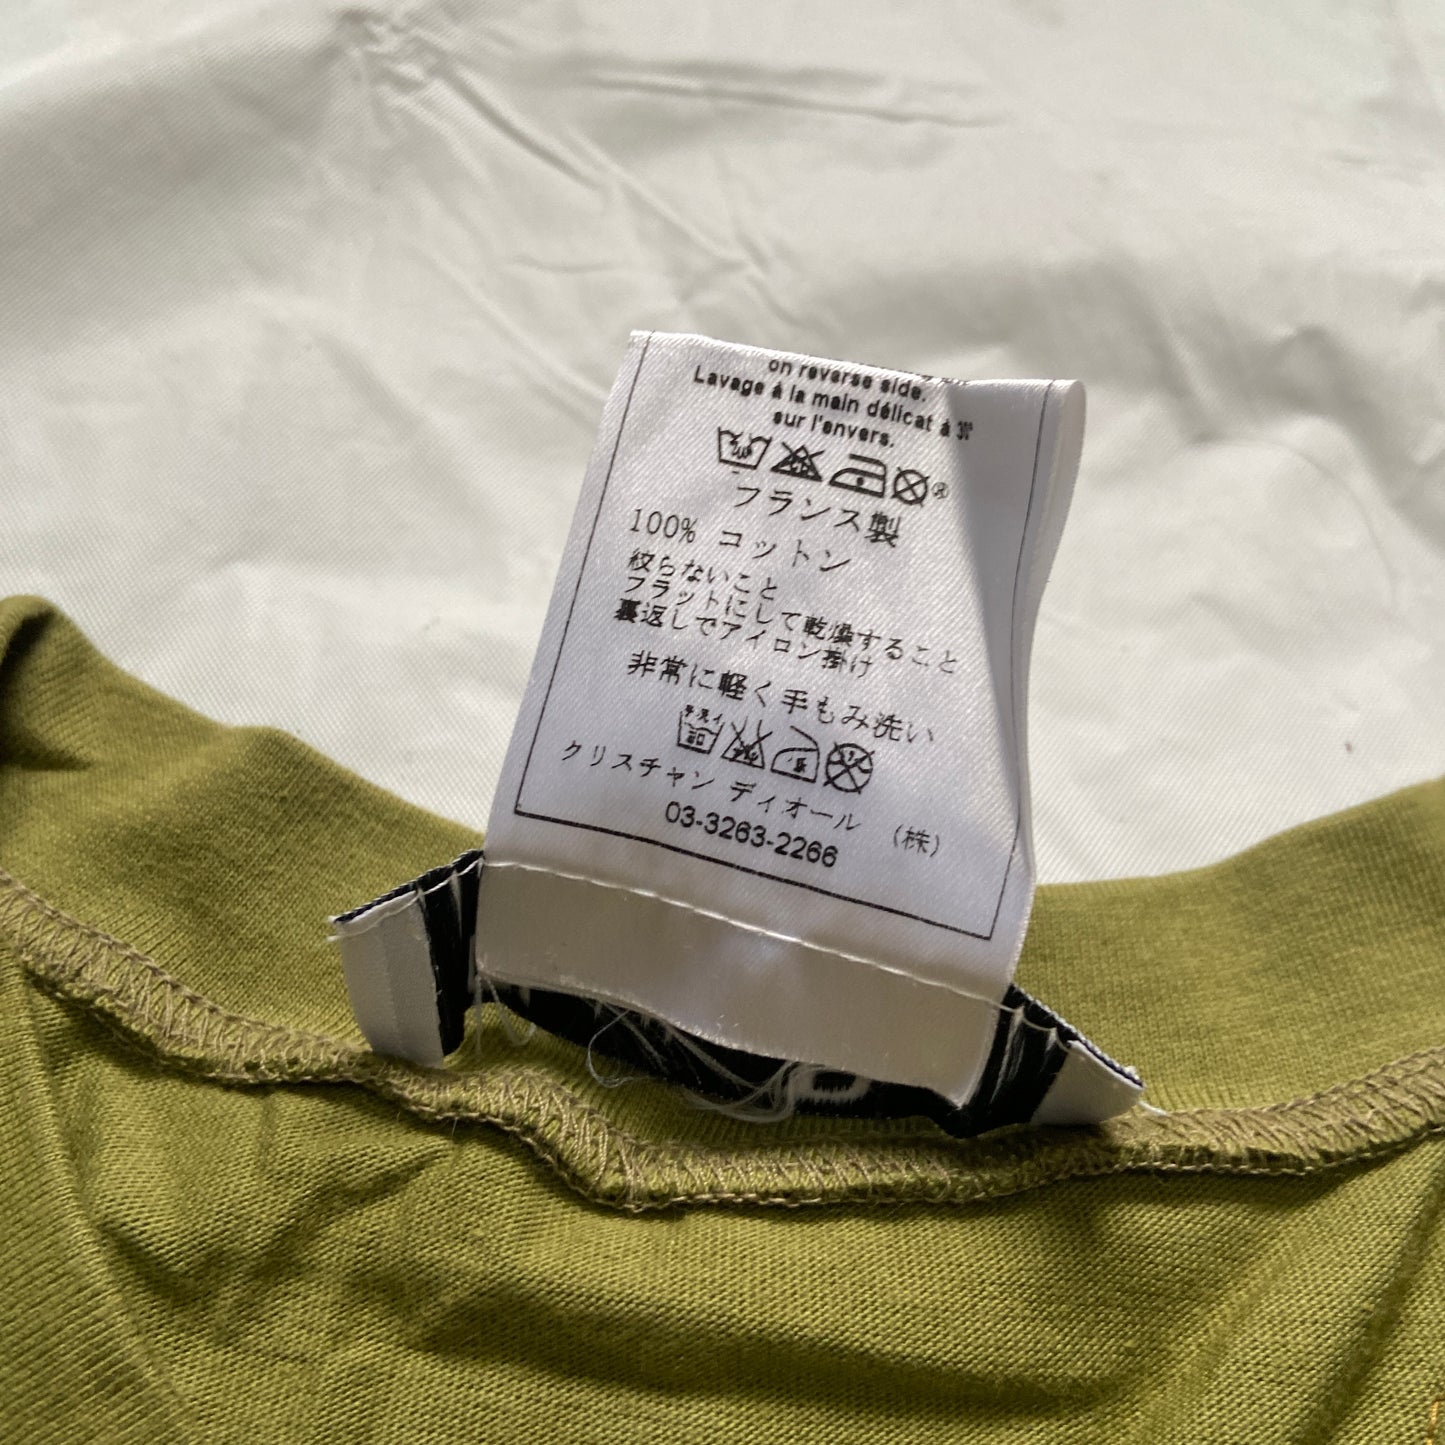 on reverse side.
Lavage à la main délicat à 30°
sur l'envers.
フランス製
100% コットン
絞らないこと
フラットにして乾燥すること
裏返しでアイロン掛け
非常に軽く手もみ洗い
手洗イ
クリスチャン ディオール (株)
03-3263-2266